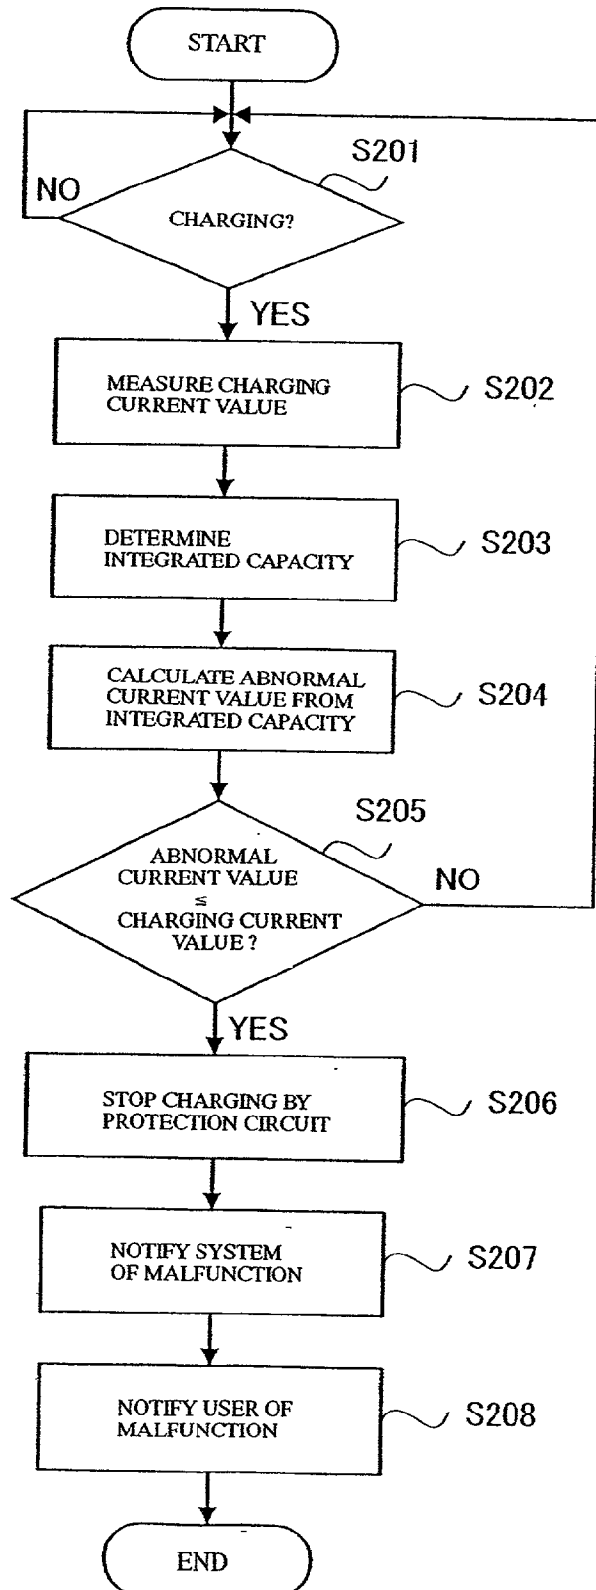 START
S201
NO
CHARGING?
YES
MEASURE CHARGING
CURRENT VALUE
S202
DETERMINE
INTEGRATED CAPACITY
S203
CALCULATE ABNORMAL
CURRENT VALUE FROM
INTEGRATED CAPACITY
S204
S205
ABNORMAL
CURRENT VALUE
≦
CHARGING CURRENT
VALUE ?
NO
YES
STOP CHARGING BY
PROTECTION CIRCUIT
S206
NOTIFY SYSTEM
OF MALFUNCTION
S207
NOTIFY USER OF
MALFUNCTION
S208
END